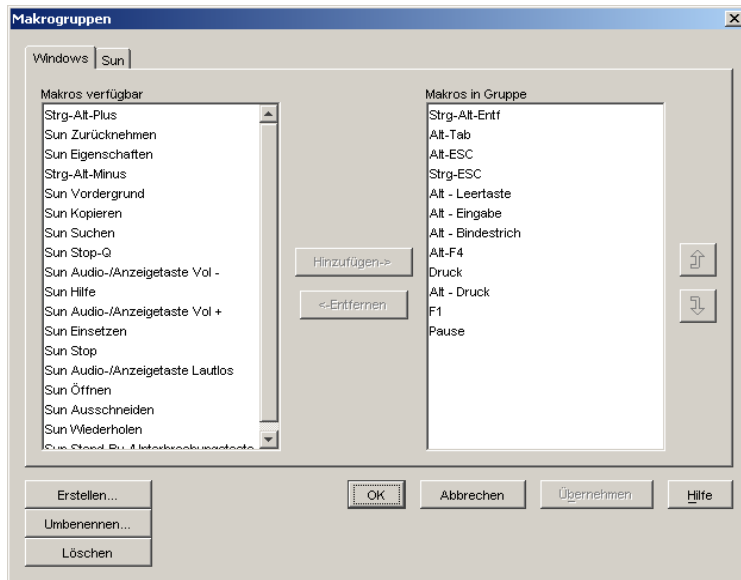 Makrogruppen
Windows
Sun
Makros verfügbar
Strg-Alt-Plus
Sun Zurücknehmen
Sun Eigenschaften
Strg-Alt-Minus
Sun Vordergrund
Sun Kopieren
Sun Suchen
Sun Stop-Q
Sun Audio-/Anzeigetaste Vol -
Sun Hilfe
Sun Audio-/Anzeigetaste Vol +
Sun Einsetzen
Sun Stop
Sun Audio-/Anzeigetaste Lautlos
Sun Öffnen
Sun Ausschneiden
Sun Wiederholen
Sun Stand-By-/Unterbrechungstaste
Hinzufügen->
<-Entfernen
Makros in Gruppe
Strg-Alt-Entf
Alt-Tab
Alt-ESC
Strg-ESC
Alt - Leertaste
Alt - Eingabe
Alt - Bindestrich
Alt-F4
Druck
Alt - Druck
F1
Pause
Erstellen...
Umbenennen...
Löschen
OK
Abbrechen
Übernehmen
Hilfe